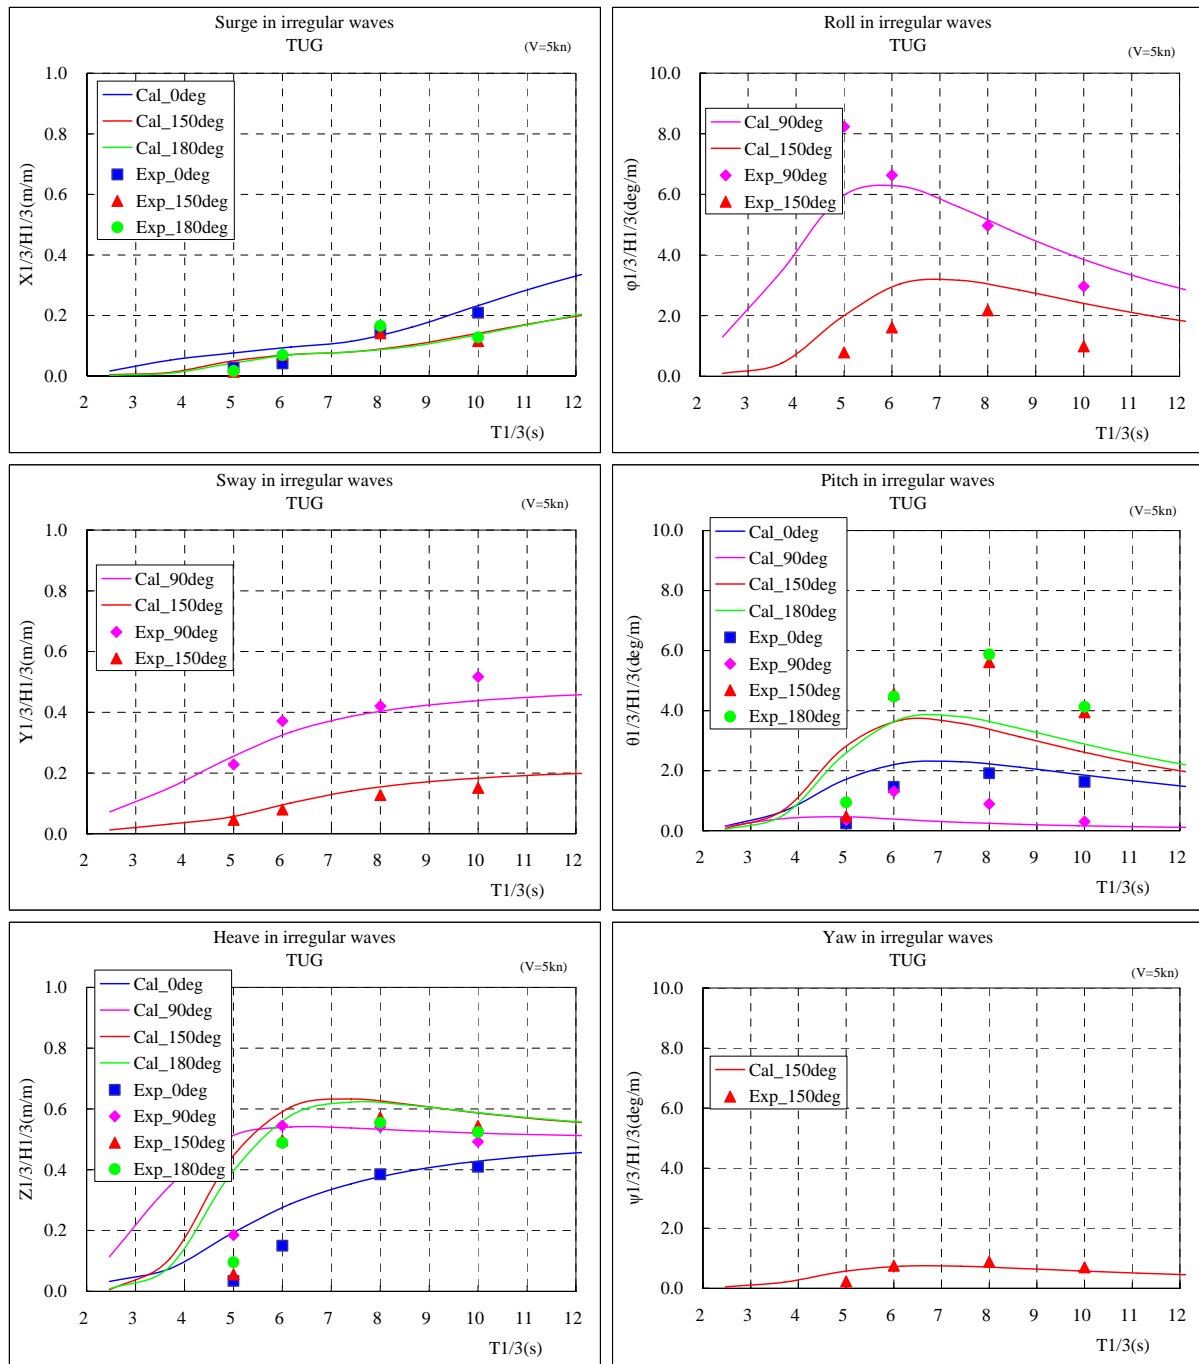 Surge in irregular waves
TUG
(V=5kn)
1.0
0.8
0.6
0.4
0.2
0.0
X1/3/H1/3(m/m)
Cal_0deg
Cal_150deg
Cal_180deg
Exp_0deg
Exp_150deg
Exp_180deg
2 3 4 5 6 7 8 9 10 11 12
T1/3(s)
Roll in irregular waves
TUG
(V=5kn)
10.0
8.0
6.0
4.0
2.0
0.0
φ1/3/H1/3(deg/m)
Cal_90deg
Cal_150deg
Exp_90deg
Exp_150deg
2 3 4 5 6 7 8 9 10 11 12
T1/3(s)
Sway in irregular waves
TUG
(V=5kn)
1.0
0.8
0.6
0.4
0.2
0.0
Y1/3/H1/3(m/m)
Cal_90deg
Cal_150deg
Exp_90deg
Exp_150deg
2 3 4 5 6 7 8 9 10 11 12
T1/3(s)
Pitch in irregular waves
TUG
(V=5kn)
10.0
8.0
6.0
4.0
2.0
0.0
θ1/3/H1/3(deg/m)
Cal_0deg
Cal_90deg
Cal_150deg
Cal_180deg
Exp_0deg
Exp_90deg
Exp_150deg
Exp_180deg
2 3 4 5 6 7 8 9 10 11 12
T1/3(s)
Heave in irregular waves
TUG
(V=5kn)
1.0
0.8
0.6
0.4
0.2
0.0
Z1/3/H1/3(m/m)
Cal_0deg
Cal_90deg
Cal_150deg
Cal_180deg
Exp_0deg
Exp_90deg
Exp_150deg
Exp_180deg
2 3 4 5 6 7 8 9 10 11 12
T1/3(s)
Yaw in irregular waves
TUG
(V=5kn)
10.0
8.0
6.0
4.0
2.0
0.0
ψ1/3/H1/3(deg/m)
Cal_150deg
Exp_150deg
2 3 4 5 6 7 8 9 10 11 12
T1/3(s)